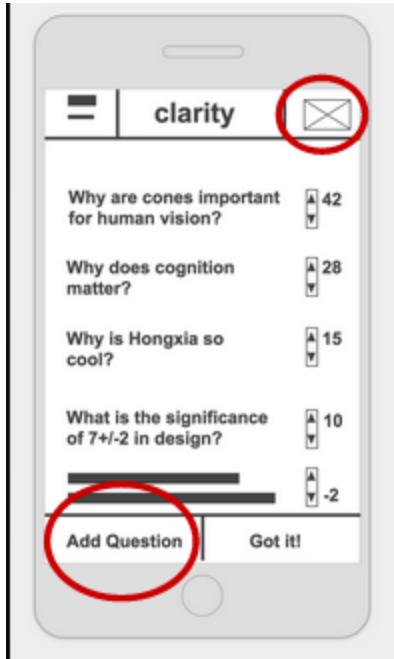 clarity
Why are cones important
for human vision?
42
Why does cognition
matter?
28
Why is Hongxia so
cool?
15
What is the significance
of 7+/-2 in design?
10
-2
Add Question
Got it!